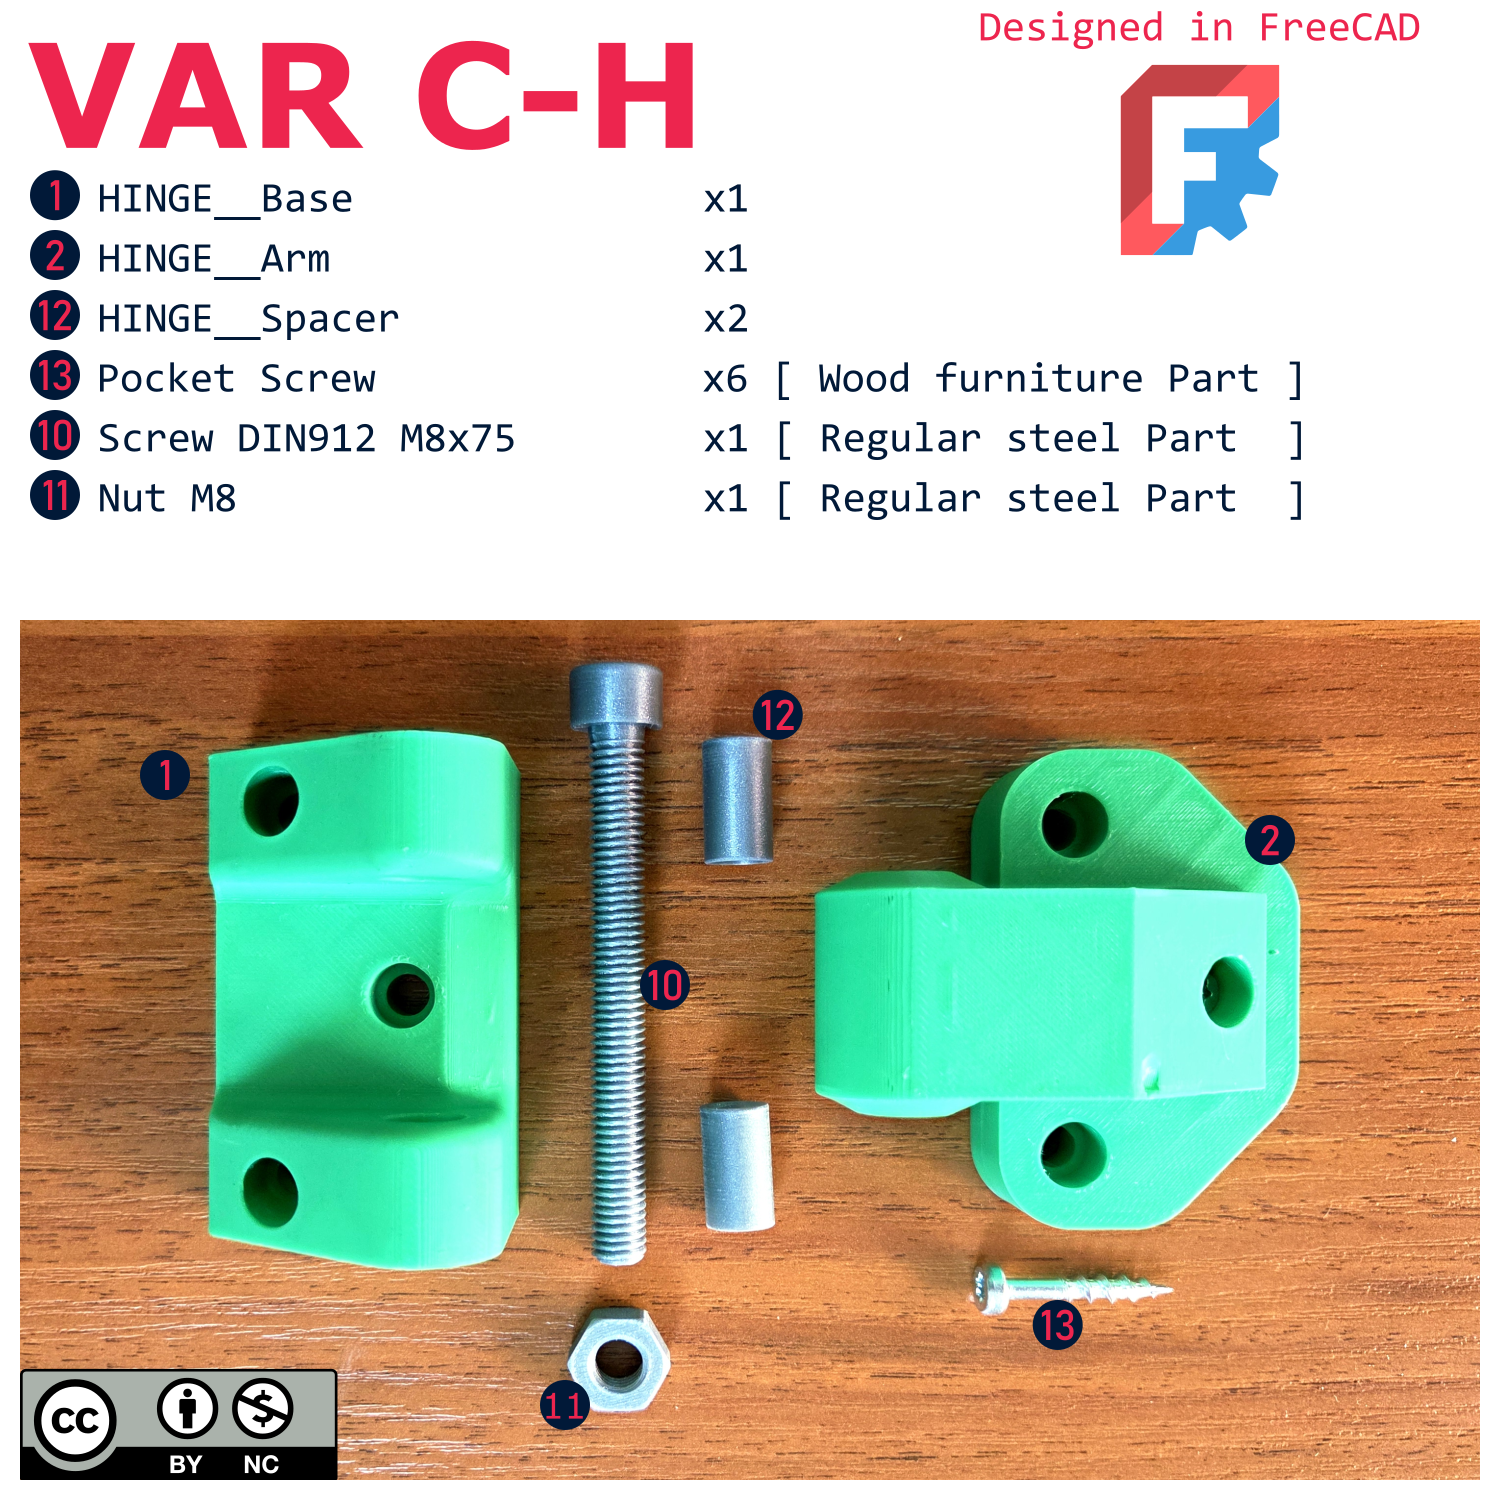 Designed in FreeCAD
VAR C-H
1 HINGE__Base x1
2 HINGE__Arm x1
12 HINGE__Spacer x2
13 Pocket Screw x6 [ Wood furniture Part ]
10 Screw DIN912 M8x75 x1 [ Regular steel Part ]
11 Nut M8 x1 [ Regular steel Part ]
12
1
2
10
13
11
cc
BY NC